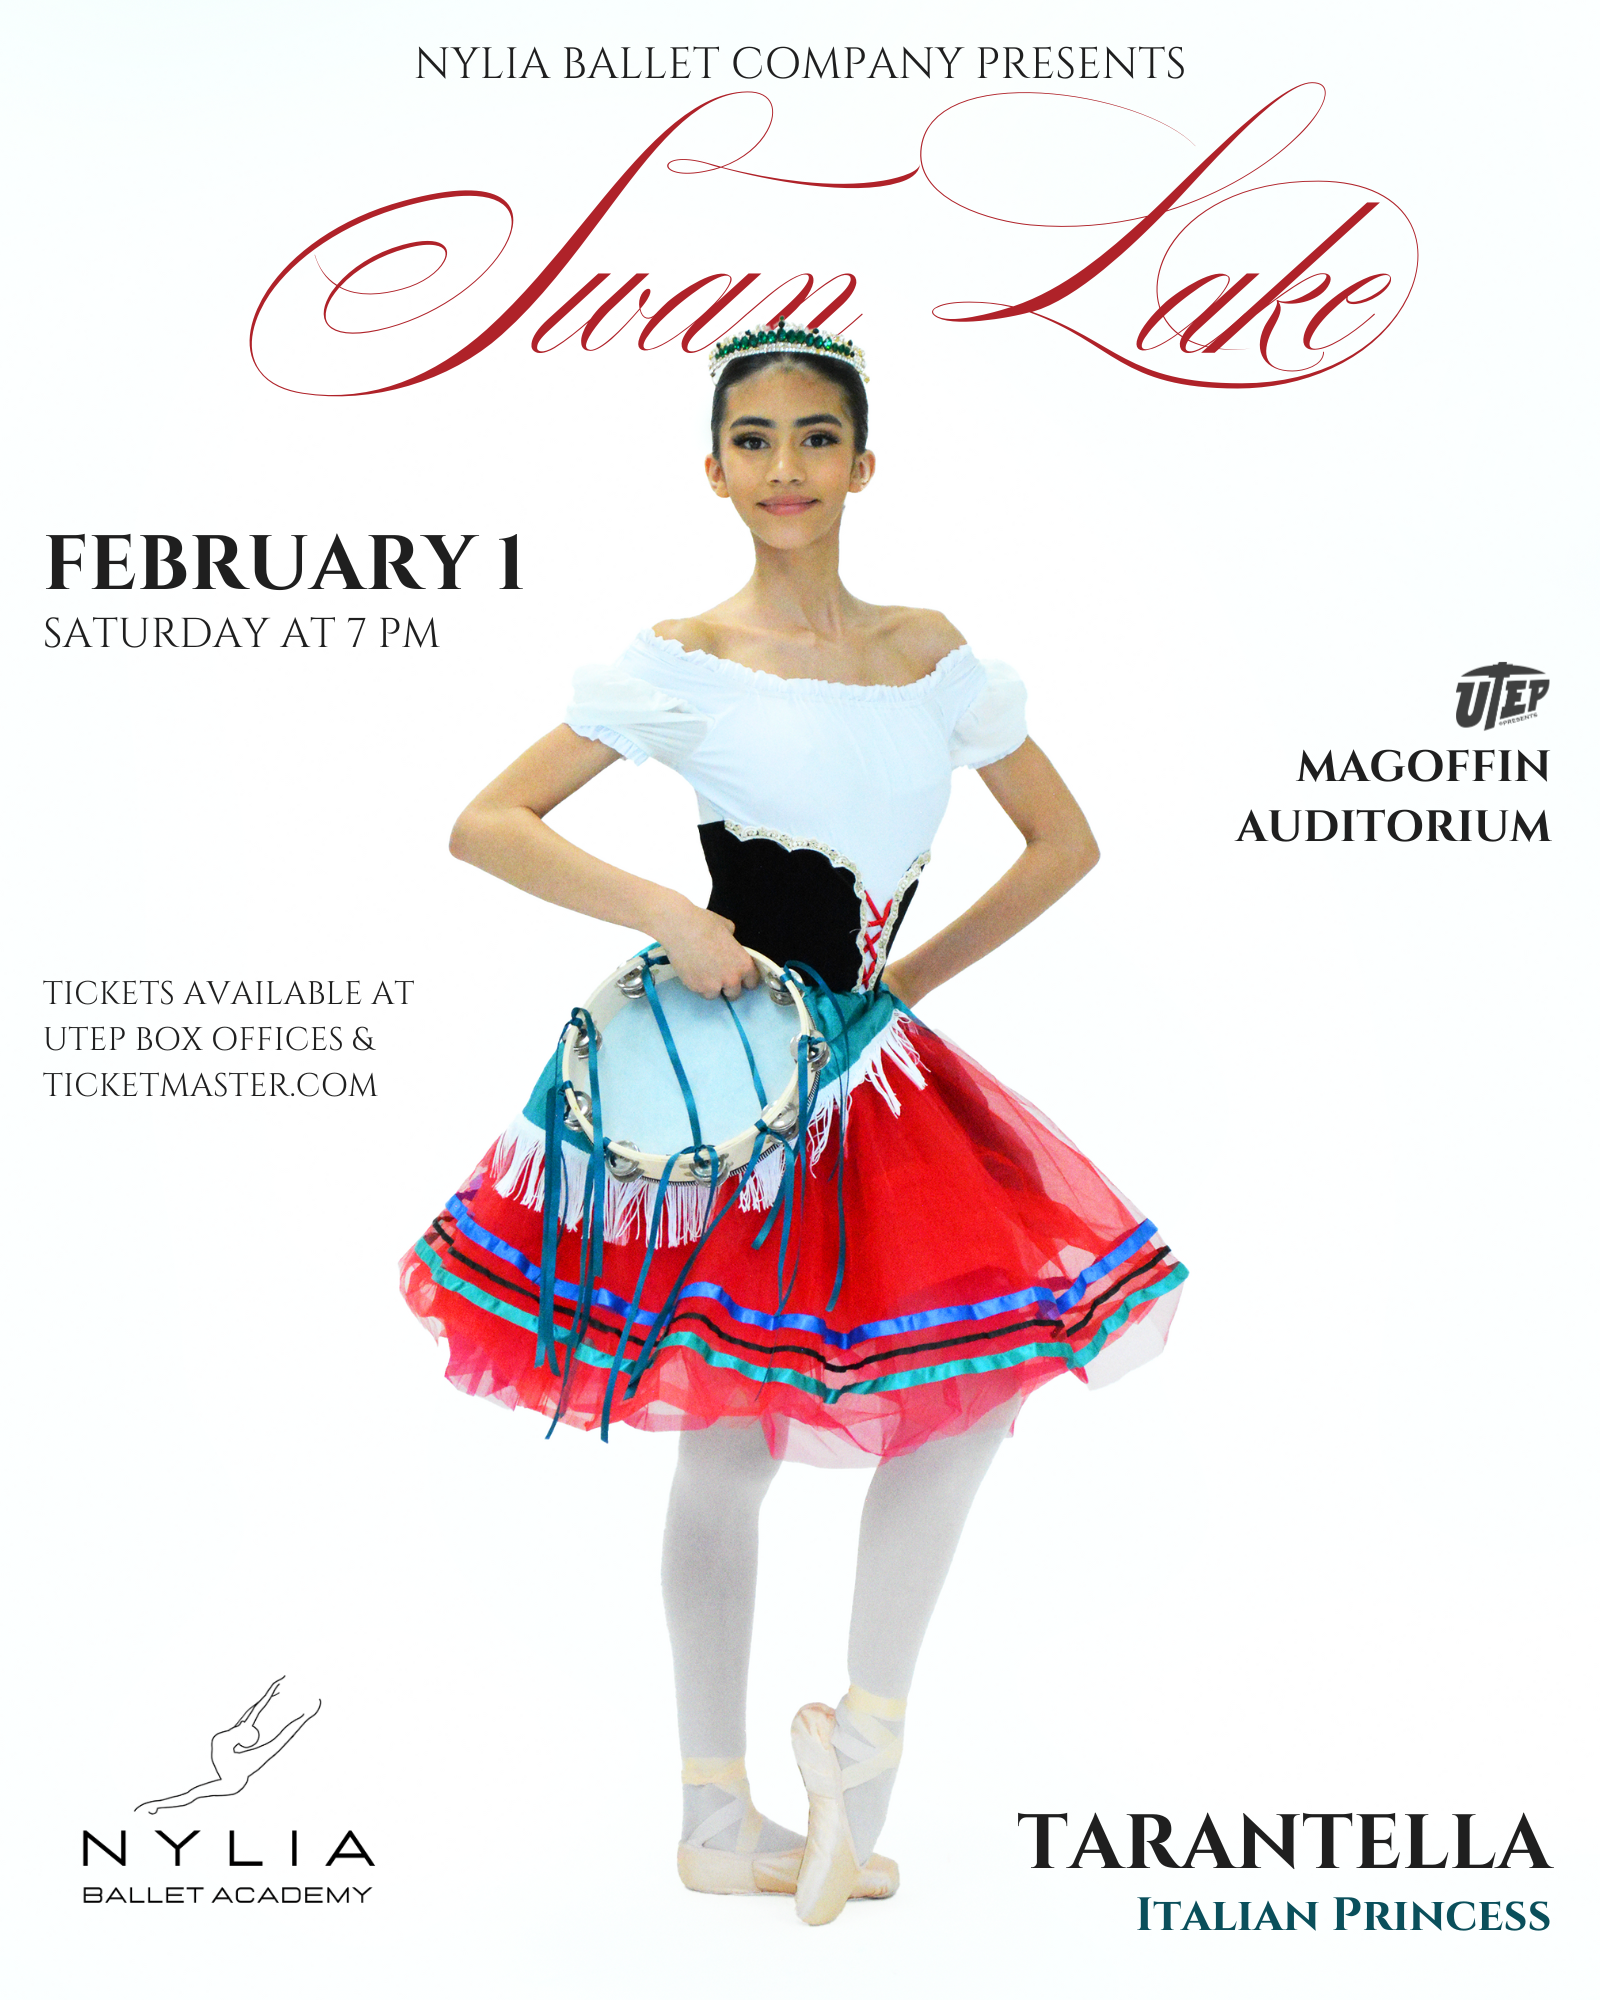 NYLIA BALLET COMPANY PRESENTS
Swan Lake
FEBRUARY 1
SATURDAY AT 7 PM
UTEP
PRESENTS
MAGOFFIN
AUDITORIUM
TICKETS AVAILABLE AT
UTEP BOX OFFICES &
TICKETMASTER.COM
NYLIA
BALLET ACADEMY
TARANTELLA
ITALIAN PRINCESS